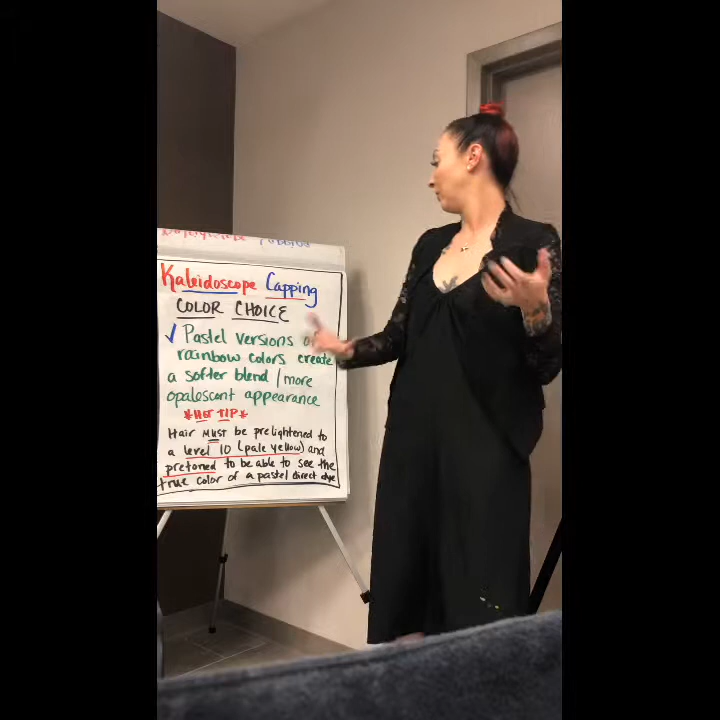 Kaleidoscope Capping
COLOR CHOICE
✓ Pastel versions
rainbow colors create
a softer blend / more
opalescent appearance
*HOT TIP*
Hair MUST be prelightened to
a level 10 (pale yellow) and
pretoned to be able to see the
true color of a pastel direct dye